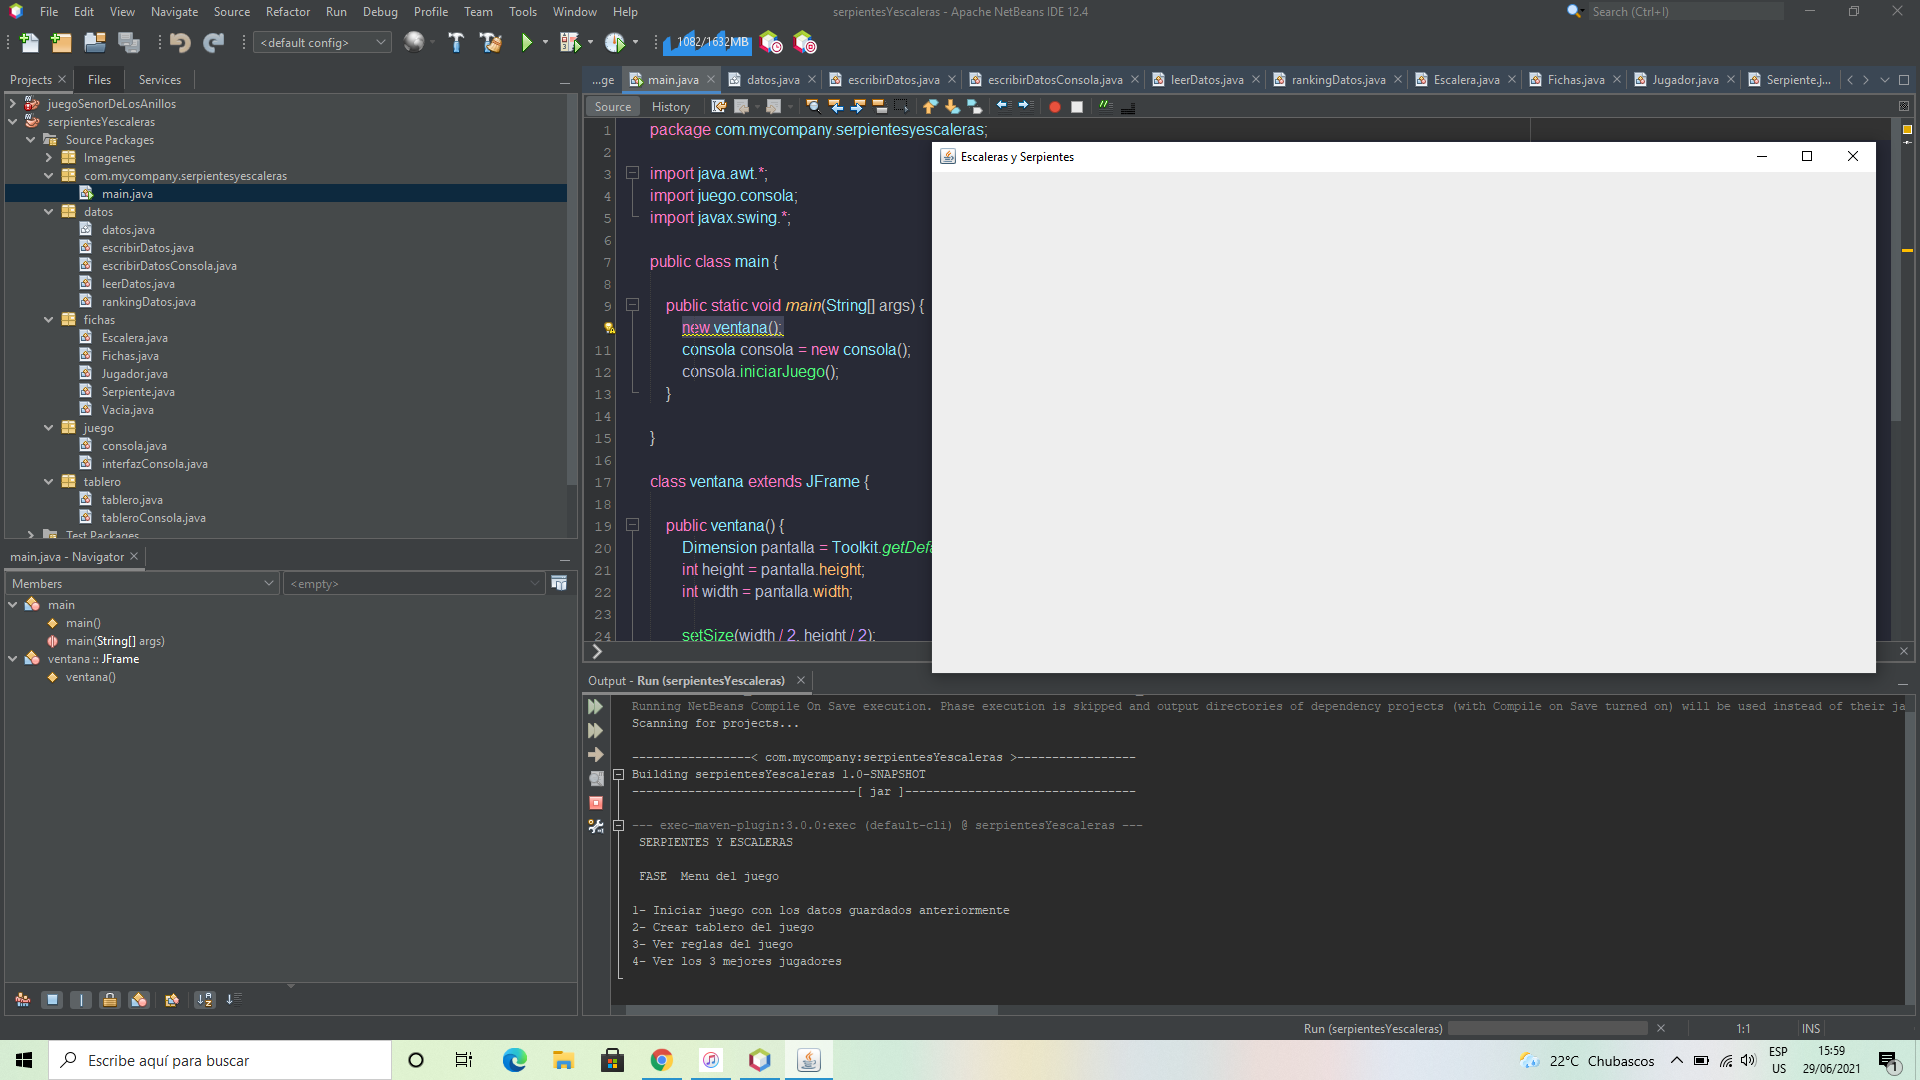 File Edit View Navigate Source Refactor Run Debug Profile Team Tools Window Help
serpientesYescaleras - Apache NetBeans IDE 12.4
Search (Ctrl+I)
<default config>
1082/1632MB
Projects Files Services
juegoSenorDeLosAnillos
serpientesYescaleras
Source Packages
Imagenes
com.mycompany.serpientesyescaleras
main.java
datos
datos.java
escribirDatos.java
escribirDatosConsola.java
leerDatos.java
rankingDatos.java
fichas
Escalera.java
Fichas.java
Jugador.java
Serpiente.java
Vacia.java
juego
consola.java
interfazConsola.java
tablero
tablero.java
tableroConsola.java
Test Packages
main.java - Navigator
Members
<empty>
main
main()
main(String[] args)
ventana :: JFrame
ventana()
...ge main.java datos.java escribirDatos.java escribirDatosConsola.java leerDatos.java rankingDatos.java Escalera.java Fichas.java Jugador.java Serpiente.j...
Source History
1 package com.mycompany.serpientesyescaleras;
2
3 import java.awt.*;
4 import juego.consola;
5 import javax.swing.*;
6
7 public class main {
8
9 public static void main(String[] args) {
new ventana();
11 consola consola = new consola();
12 consola.iniciarJuego();
13 }
14
15 }
16
17 class ventana extends JFrame {
18
19 public ventana() {
20 Dimension pantalla = Toolkit.getDefa
21 int height = pantalla.height;
22 int width = pantalla.width;
23
24 setSize(width / 2, height / 2);
Escaleras y Serpientes
Output - Run (serpientesYescaleras)
Running NetBeans Compile On Save execution. Phase execution is skipped and output directories of dependency projects (with Compile on Save turned on) will be used instead of their ja
Scanning for projects...
-----------------< com.mycompany:serpientesYescaleras >-----------------
Building serpientesYescaleras 1.0-SNAPSHOT
--------------------------------[ jar ]---------------------------------
--- exec-maven-plugin:3.0.0:exec (default-cli) @ serpientesYescaleras ---
SERPIENTES Y ESCALERAS
FASE Menu del juego
1- Iniciar juego con los datos guardados anteriormente
2- Crear tablero del juego
3- Ver reglas del juego
4- Ver los 3 mejores jugadores
Run (serpientesYescaleras)
1:1
INS
Escribe aquí para buscar
22°C Chubascos
ESP
US
15:59
29/06/2021
1